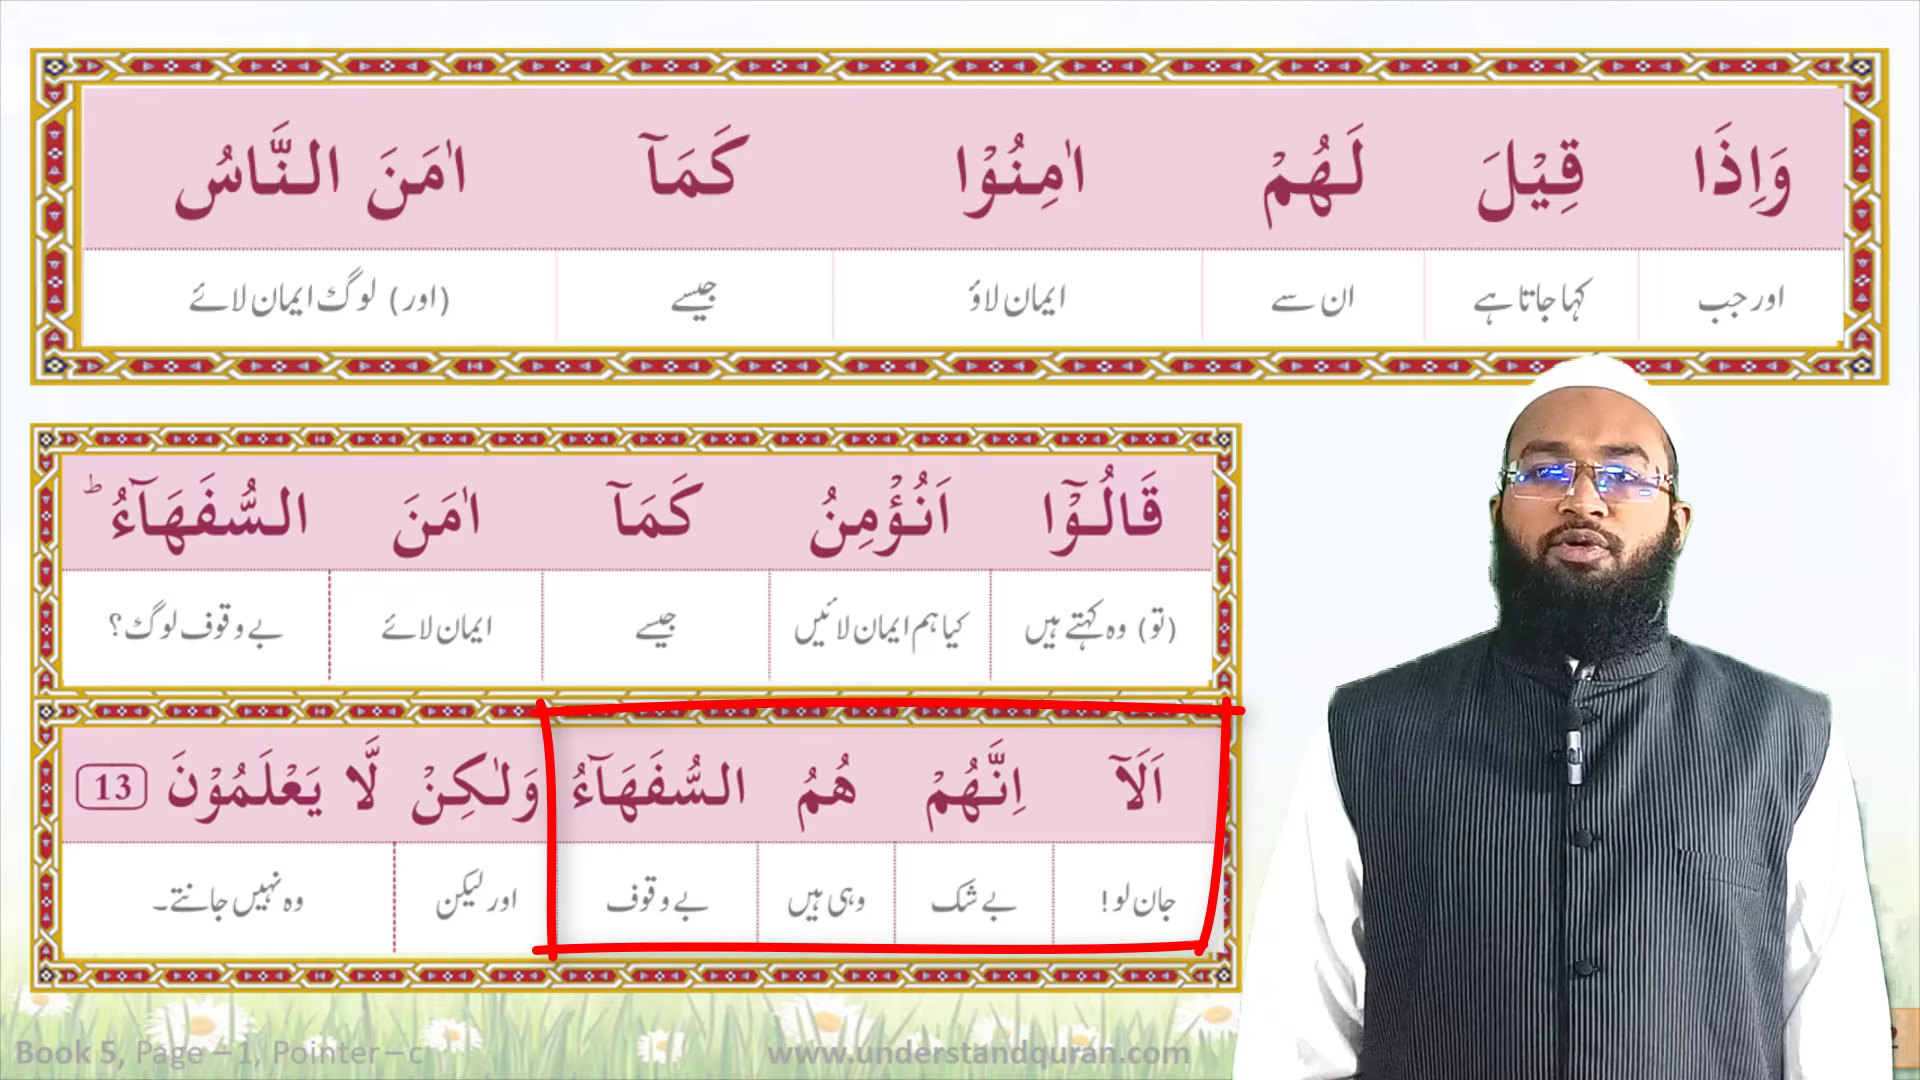 وَاِذَا قِيْلَ لَهُمْ اٰمِنُوْا كَمَآ اٰمَنَ النَّاسُ
اور جب کہا جاتا ہے ان سے ایمان لاؤ جیسے (اور) لوگ ایمان لائے
قَالُوْٓا اَنُؤْمِنُ كَمَآ اٰمَنَ السُّفَهَآءُ ؕ
(تو) وہ کہتے ہیں کیا ہم ایمان لائیں جیسے ایمان لائے بے وقوف لوگ؟
اَلَآ اِنَّهُمْ هُمُ السُّفَهَآءُ وَلٰكِنْ لَّا يَعْلَمُوْنَ 13
جان لو! بے شک وہی ہیں بے وقوف اور لیکن وہ نہیں جانتے۔
Book 5, Page – 1, Pointer – c www.understandquran.com 2